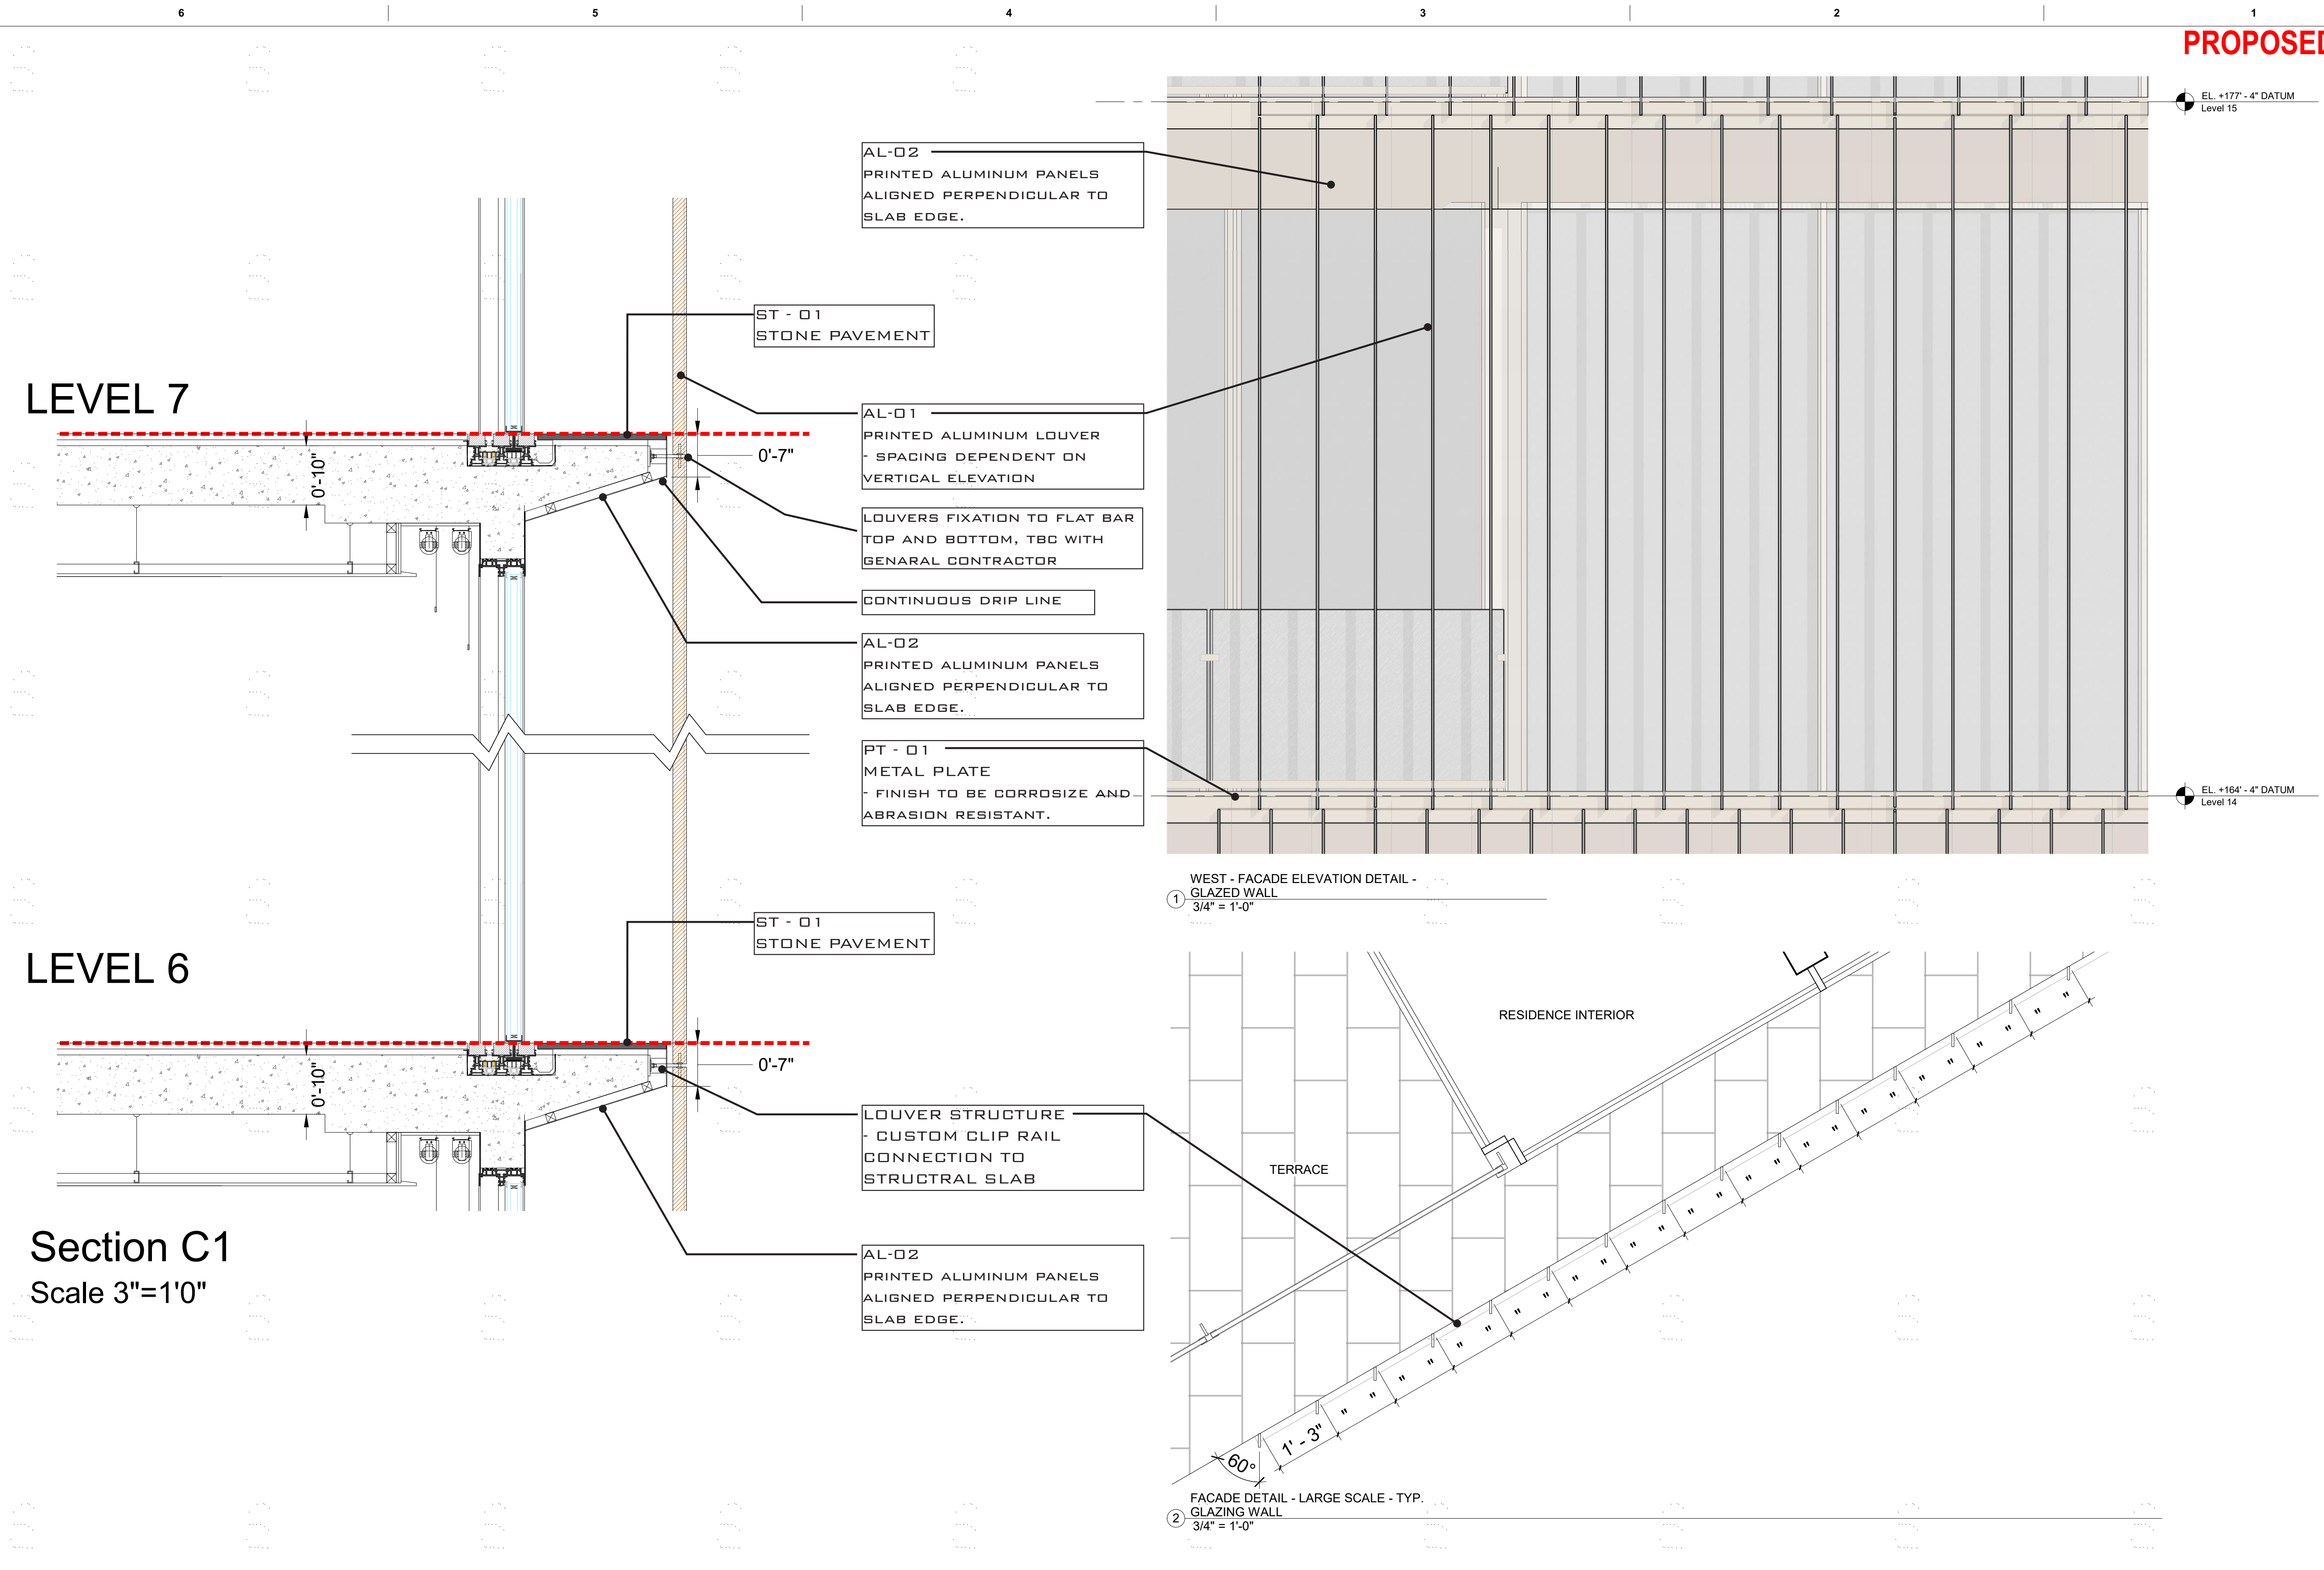 6 5 4 3 2 1
PROPOSED
EL. +177' - 4" DATUM
Level 15
AL-02
PRINTED ALUMINUM PANELS
ALIGNED PERPENDICULAR TO
SLAB EDGE.
ST - 01
STONE PAVEMENT
LEVEL 7
0'-10"
0'-7"
AL-01
PRINTED ALUMINUM LOUVER
- SPACING DEPENDENT ON
VERTICAL ELEVATION
LOUVERS FIXATION TO FLAT BAR
TOP AND BOTTOM, TBC WITH
GENARAL CONTRACTOR
CONTINUOUS DRIP LINE
AL-02
PRINTED ALUMINUM PANELS
ALIGNED PERPENDICULAR TO
SLAB EDGE.
PT - 01
METAL PLATE
- FINISH TO BE CORROSIZE AND
ABRASION RESISTANT.
EL. +164' - 4" DATUM
Level 14
1
WEST - FACADE ELEVATION DETAIL -
GLAZED WALL
3/4" = 1'-0"
ST - 01
STONE PAVEMENT
LEVEL 6
0'-10"
0'-7"
LOUVER STRUCTURE
- CUSTOM CLIP RAIL
CONNECTION TO
STRUCTRAL SLAB
AL-02
PRINTED ALUMINUM PANELS
ALIGNED PERPENDICULAR TO
SLAB EDGE.
Section C1
Scale 3"=1'0"
RESIDENCE INTERIOR
TERRACE
1' - 3"
" " " " " " " " " " " " " " " " " " " " " " " " " "
60°
2
FACADE DETAIL - LARGE SCALE - TYP.
GLAZING WALL
3/4" = 1'-0"